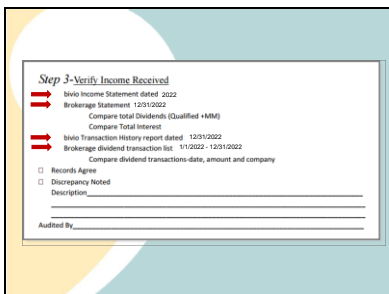 Step 3-Verify Income Received
bivio Income Statement dated 2022
Brokerage Statement 12/31/2022
Compare total Dividends (Qualified +MM)
Compare Total Interest
bivio Transaction History report dated 12/31/2022
Brokerage dividend transaction list 1/1/2022 - 12/31/2022
Compare dividend transactions-date, amount and company
Records Agree
Discrepancy Noted
Description
Audited By